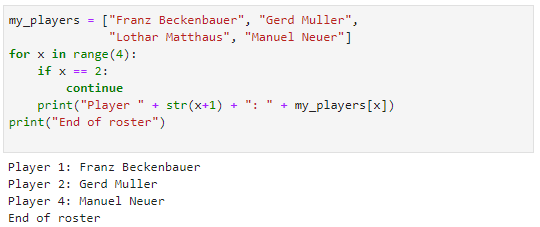 my_players = ["Franz Beckenbauer", "Gerd Muller",
              "Lothar Matthaus", "Manuel Neuer"]
for x in range(4):
    if x == 2:
        continue
    print("Player " + str(x+1) + ": " + my_players[x])
print("End of roster")
Player 1: Franz Beckenbauer
Player 2: Gerd Muller
Player 4: Manuel Neuer
End of roster